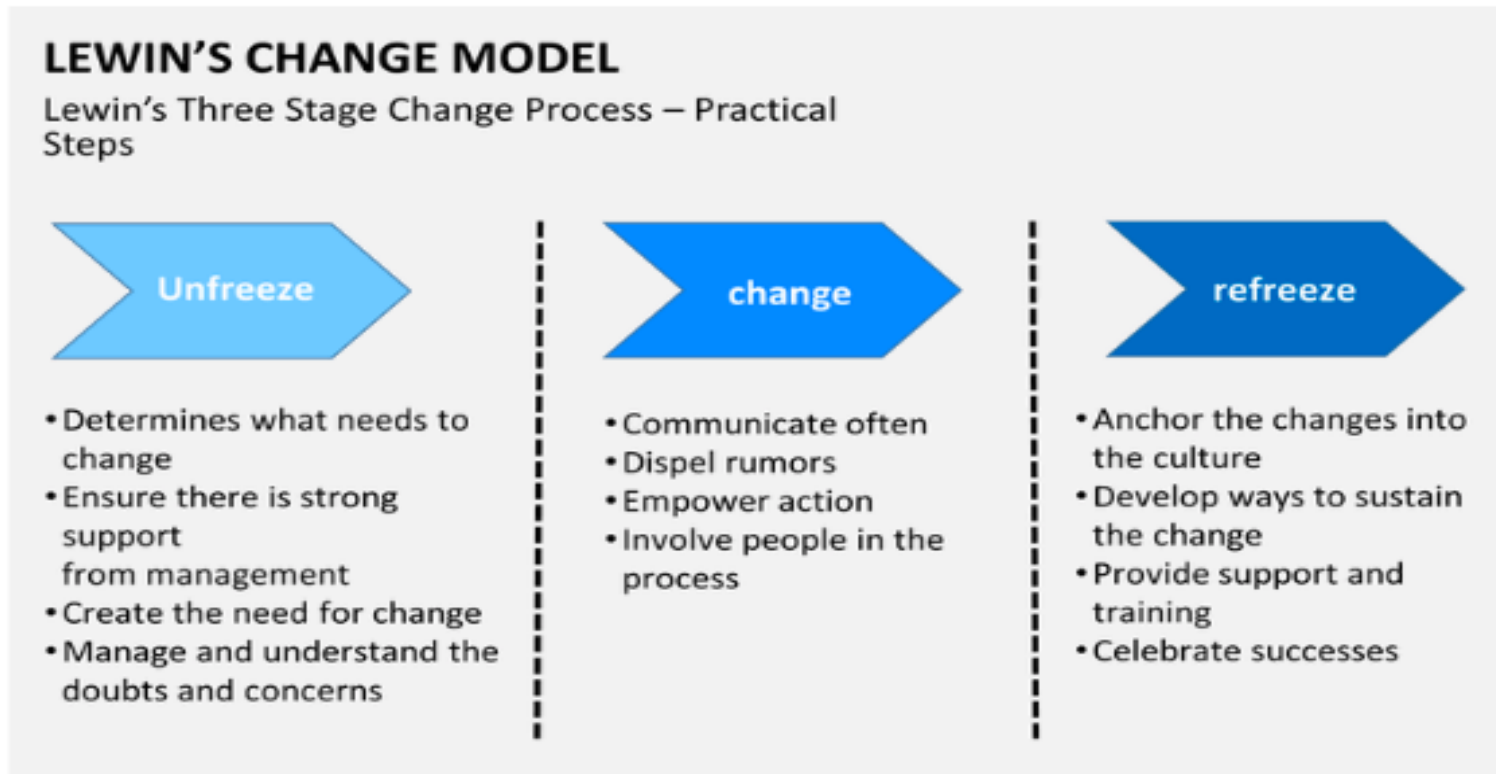 LEWIN'S CHANGE MODEL
Lewin's Three Stage Change Process – Practical
Steps
Unfreeze
• Determines what needs to
change
• Ensure there is strong
support
from management
• Create the need for change
• Manage and understand the
doubts and concerns
change
• Communicate often
• Dispel rumors
• Empower action
• Involve people in the
process
refreeze
• Anchor the changes into
the culture
• Develop ways to sustain
the change
• Provide support and
training
• Celebrate successes